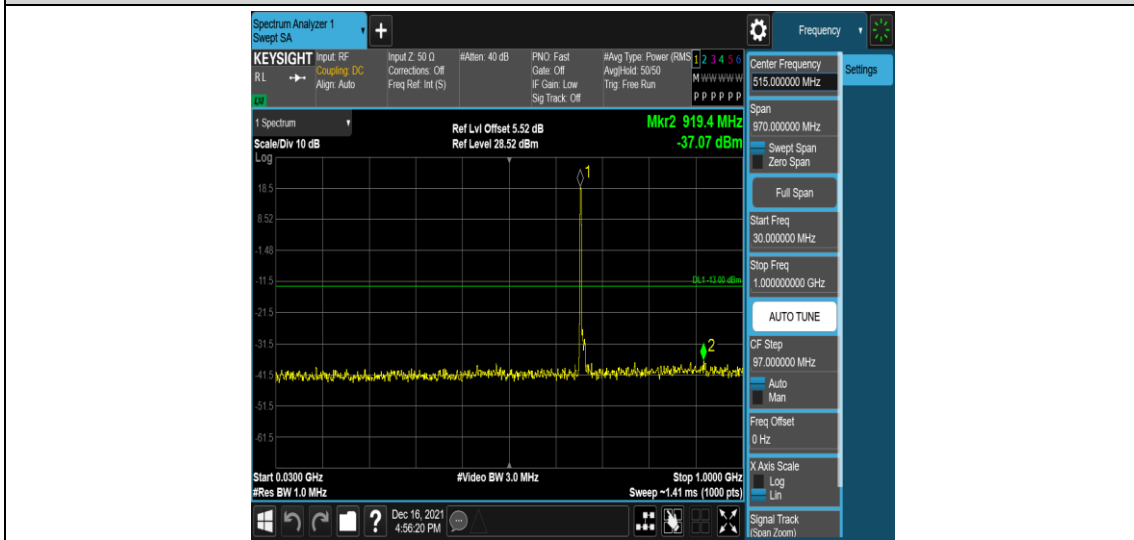 Spectrum Analyzer 1
Swept SA
+
Frequency
KEYSIGHT
RL
LXI
Input: RF
Coupling: DC
Align: Auto
Input Z: 50 Ω
Corrections: Off
Freq Ref: Int (S)
#Atten: 40 dB
PNO: Fast
Gate: Off
IF Gain: Low
Sig Track: Off
#Avg Type: Power (RMS
Avg|Hold: 50/50
Trig: Free Run
1 2 3 4 5 6
M W W W W W
P P P P P P
1 Spectrum
Scale/Div 10 dB
Ref Lvl Offset 5.52 dB
Ref Level 28.52 dBm
Mkr2 919.4 MHz
-37.07 dBm
Log
18.5
8.52
-1.48
-11.5
-21.5
-31.5
-41.5
-51.5
-61.5
1
DL1 -13.00 dBm
2
Start 0.0300 GHz
#Res BW 1.0 MHz
#Video BW 3.0 MHz
Stop 1.0000 GHz
Sweep ~1.41 ms (1000 pts)
?
Dec 16, 2021
4:56:20 PM
Center Frequency
515.000000 MHz
Settings
Span
970.000000 MHz
Swept Span
Zero Span
Full Span
Start Freq
30.000000 MHz
Stop Freq
1.000000000 GHz
AUTO TUNE
CF Step
97.000000 MHz
Auto
Man
Freq Offset
0 Hz
X Axis Scale
Log
Lin
Signal Track
(Span Zoom)